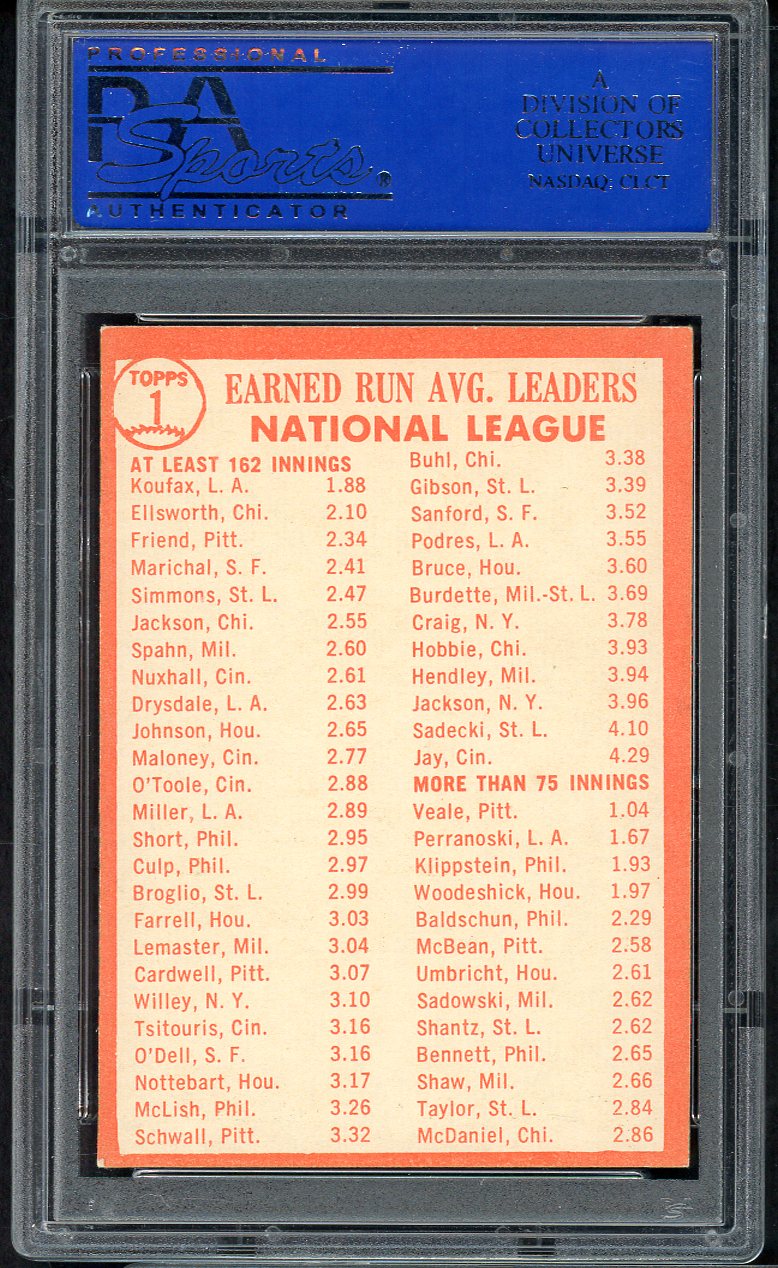 PROFESSIONAL
PSA
Sports®
AUTHENTICATOR
A
DIVISION OF
COLLECTORS
UNIVERSE
NASDAQ: CLCT
TOPPS
1
EARNED RUN AVG. LEADERS
NATIONAL LEAGUE
AT LEAST 162 INNINGS
Koufax, L. A. 1.88
Ellsworth, Chi. 2.10
Friend, Pitt. 2.34
Marichal, S. F. 2.41
Simmons, St. L. 2.47
Jackson, Chi. 2.55
Spahn, Mil. 2.60
Nuxhall, Cin. 2.61
Drysdale, L. A. 2.63
Johnson, Hou. 2.65
Maloney, Cin. 2.77
O'Toole, Cin. 2.88
Miller, L. A. 2.89
Short, Phil. 2.95
Culp, Phil. 2.97
Broglio, St. L. 2.99
Farrell, Hou. 3.03
Lemaster, Mil. 3.04
Cardwell, Pitt. 3.07
Willey, N. Y. 3.10
Tsitouris, Cin. 3.16
O'Dell, S. F. 3.16
Nottebart, Hou. 3.17
McLish, Phil. 3.26
Schwall, Pitt. 3.32
Buhl, Chi. 3.38
Gibson, St. L. 3.39
Sanford, S. F. 3.52
Podres, L. A. 3.55
Bruce, Hou. 3.60
Burdette, Mil.-St. L. 3.69
Craig, N. Y. 3.78
Hobbie, Chi. 3.93
Hendley, Mil. 3.94
Jackson, N. Y. 3.96
Sadecki, St. L. 4.10
Jay, Cin. 4.29
MORE THAN 75 INNINGS
Veale, Pitt. 1.04
Perranoski, L. A. 1.67
Klippstein, Phil. 1.93
Woodeshick, Hou. 1.97
Baldschun, Phil. 2.29
McBean, Pitt. 2.58
Umbricht, Hou. 2.61
Sadowski, Mil. 2.62
Shantz, St. L. 2.62
Bennett, Phil. 2.65
Shaw, Mil. 2.66
Taylor, St. L. 2.84
McDaniel, Chi. 2.86